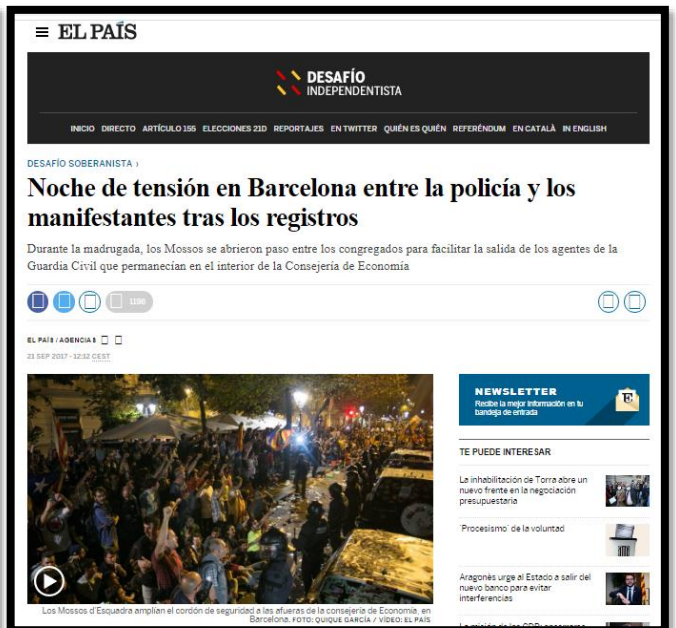 EL PAÍS
DESAFÍO
INDEPENDENTISTA
INICIO DIRECTO ARTÍCULO 155 ELECCIONES 21D REPORTAJES EN TWITTER QUIÉN ES QUIÉN REFERÉNDUM EN CATALÀ IN ENGLISH
DESAFÍO SOBERANISTA ›
Noche de tensión en Barcelona entre la policía y los
manifestantes tras los registros
Durante la madrugada, los Mossos se abrieron paso entre los congregados para facilitar la salida de los agentes de la
Guardia Civil que permanecían en el interior de la Consejería de Economía
EL PAÍS / AGENCIAS
21 SEP 2017 - 12:12 CEST
Los Mossos d'Esquadra amplían el cordón de seguridad a las afueras de la consejería de Economía, en
Barcelona. FOTO: QUIQUE GARCÍA / VÍDEO: EL PAÍS
NEWSLETTER
Recibe la mejor información en tu
bandeja de entrada
E
TE PUEDE INTERESAR
La inhabilitación de Torra abre un
nuevo frente en la negociación
presupuestaria
'Procesismo' de la voluntad
Aragonès urge al Estado a salir del
nuevo banco para evitar
interferencias